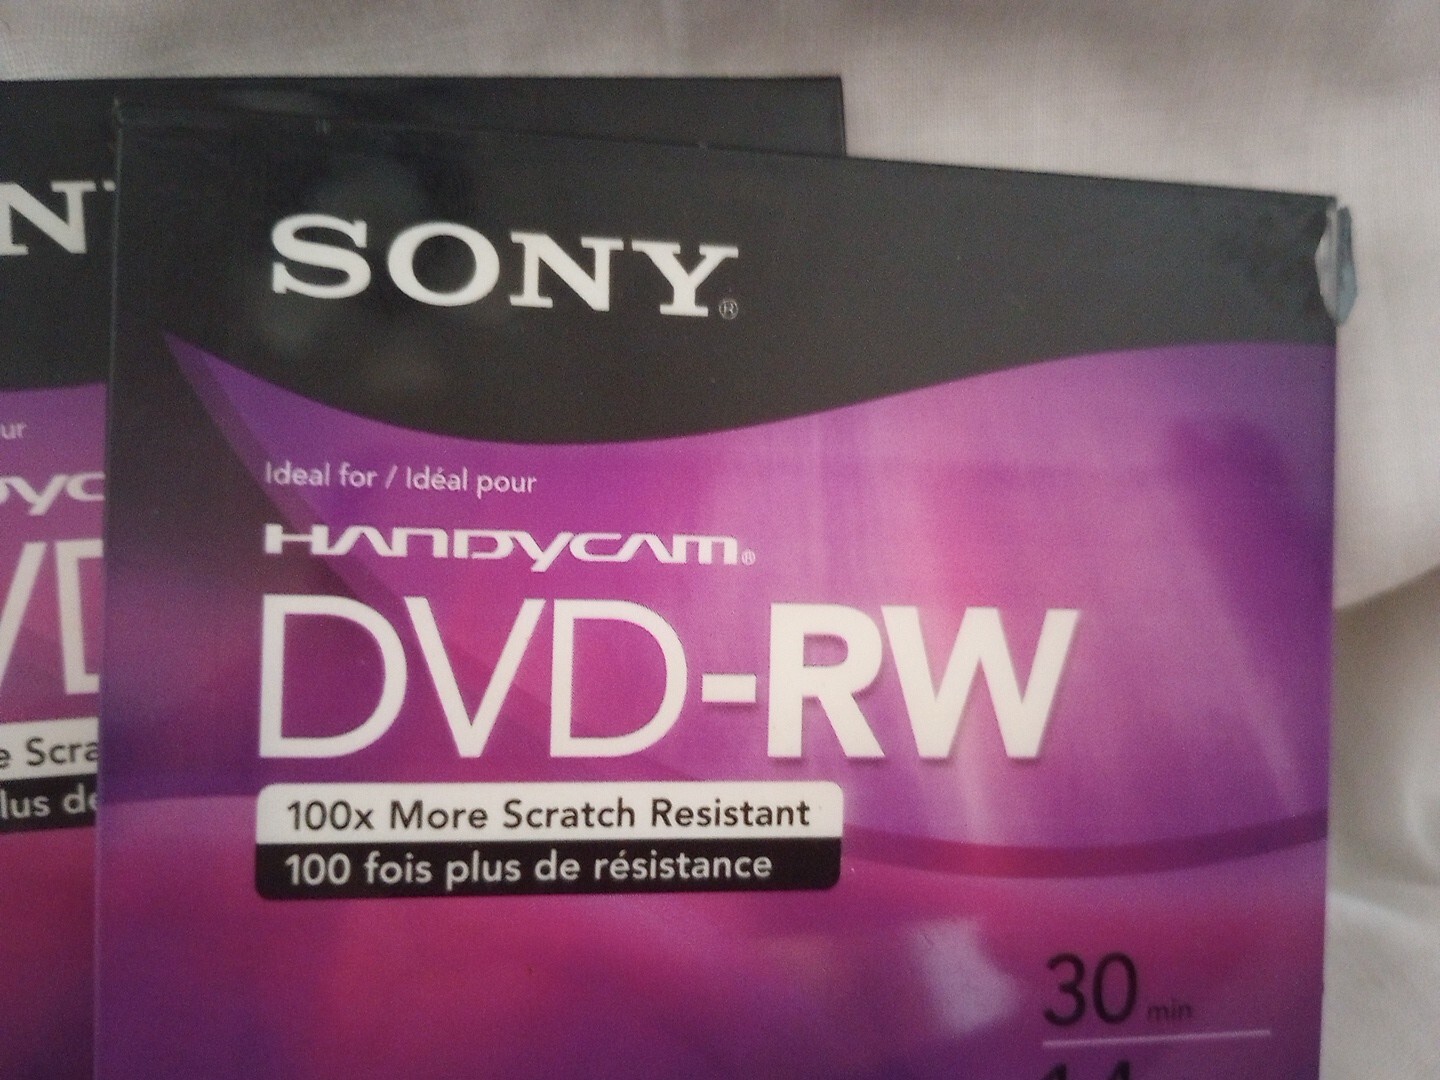 SONY®
Ideal for / Idéal pour
HANDYCAM®
DVD-RW
100x More Scratch Resistant
100 fois plus de résistance
30 min